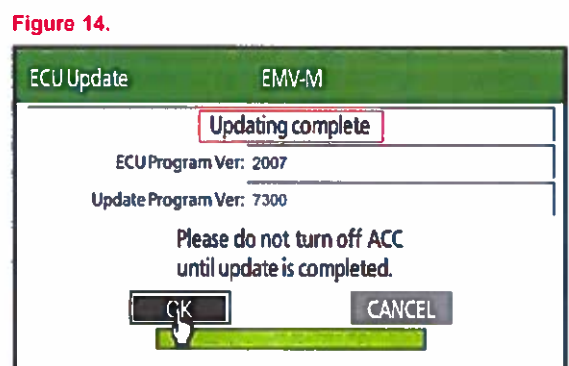 Figure 14.
ECU Update EMV-M
Updating complete
ECU Program Ver: 2007
Update Program Ver: 7300
Please do not turn off ACC
until update is completed.
OK CANCEL